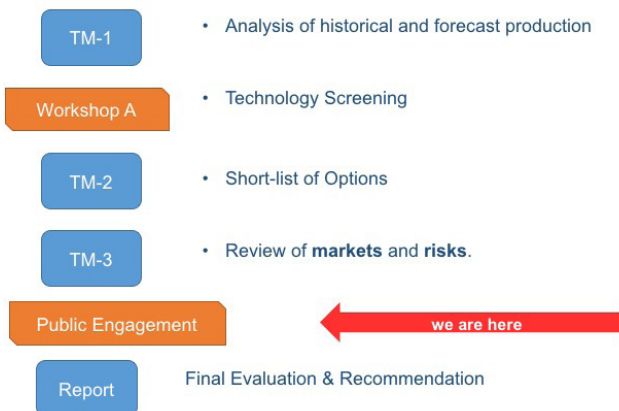 TM-1
• Analysis of historical and forecast production
Workshop A
• Technology Screening
TM-2
• Short-list of Options
TM-3
• Review of markets and risks.
Public Engagement
we are here
Report
Final Evaluation & Recommendation